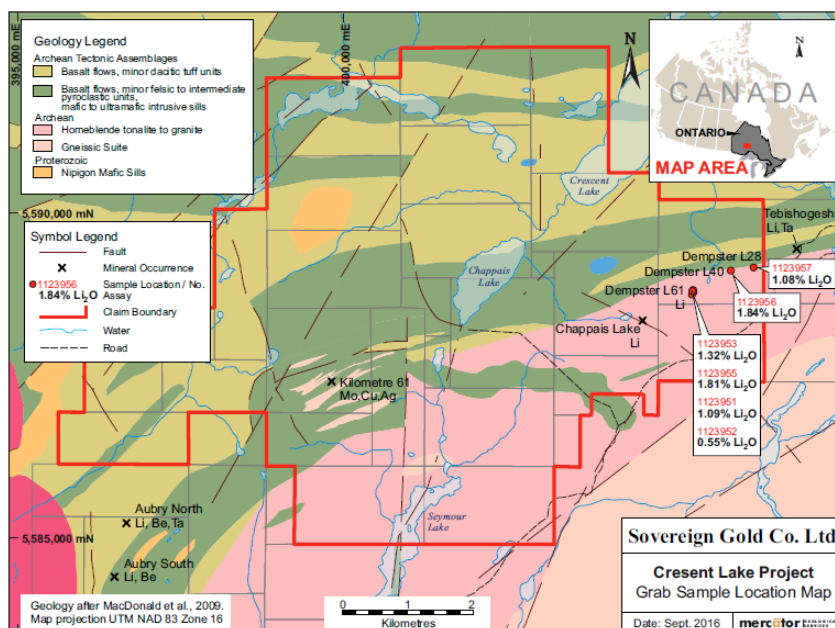 395,000 mE
400,000 mE
Geology Legend
Archean Tectonic Assemblages
Basalt flows, minor dacitic tuff units
Basalt flows, minor felsic to intermediate
pyroclastic units,
mafic to ultramafic intrusive sills
Archean
Horneblende tonalite to granite
Gneissic Suite
Proterozoic
Nipigon Mafic Sills
N
N
CANADA
ONTARIO
MAP AREA
5,590,000 mN
Symbol Legend
Fault
Mineral Occurrence
1123956
1.84% Li₂O
Sample Location / No.
Assay
Claim Boundary
Water
Road
Crescent
Lake
Chappais
Lake
Tebishogesh
Li,Ta
Dempster L28
Dempster L40
Dempster L61
Li
1123957
1.08% Li₂O
1123956
1.84% Li₂O
Chappais Lake
Li
1123953
1.32% Li₂O
1123955
1.81% Li₂O
1123951
1.09% Li₂O
1123952
0.55% Li₂O
Kilometre 61
Mo,Cu,Ag
Aubry North
Li, Be,Ta
Seymour
Lake
5,585,000 mN
Aubry South
Li, Be
Geology after MacDonald et al., 2009.
Map projection UTM NAD 83 Zone 16
2 0 2
Kilometres
Sovereign Gold Co. Ltd
Cresent Lake Project
Grab Sample Location Map
Date: Sept. 2016
mercator GEOLOGICAL
SERVICES